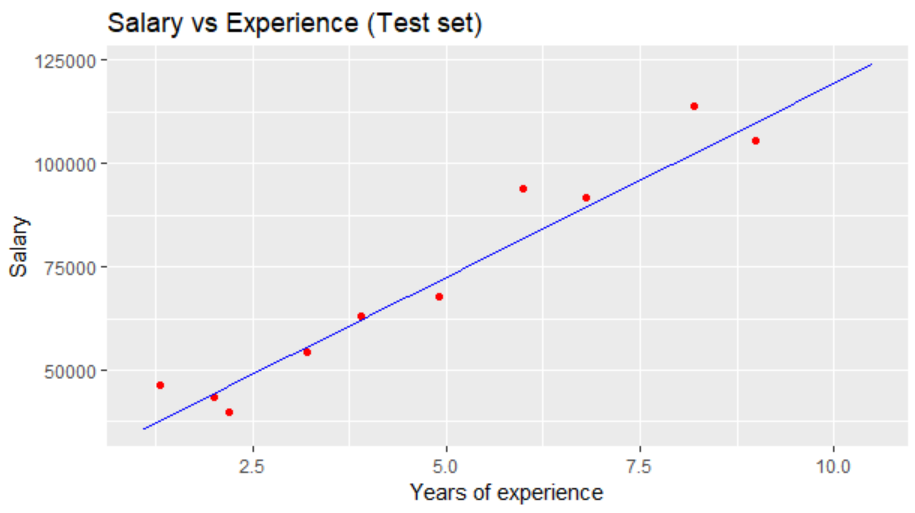 Salary vs Experience (Test set)
125000
100000
75000
50000
Salary
2.5 5.0 7.5 10.0
Years of experience